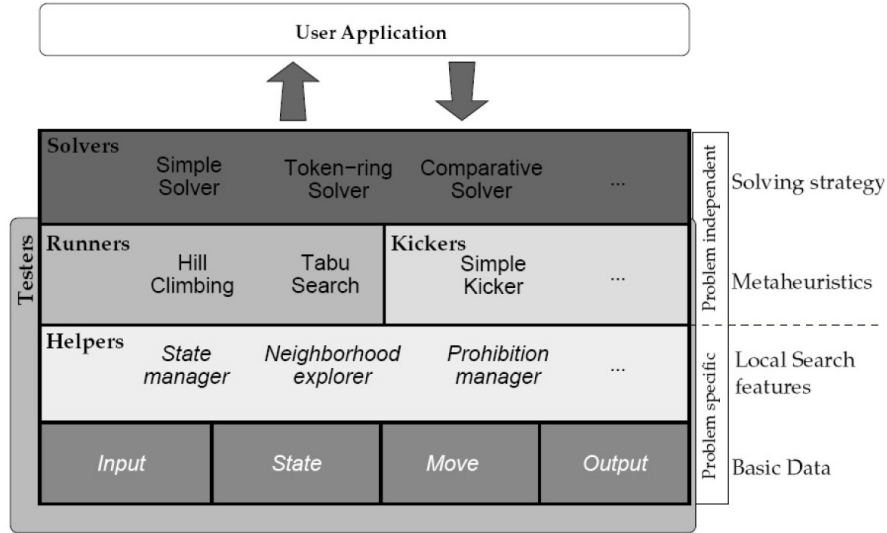 User Application
Solvers
Simple
Solver
Token-ring
Solver
Comparative
Solver
...
Solving strategy
Problem independent
Testers
Runners
Hill
Climbing
Tabu
Search
Kickers
Simple
Kicker
...
Metaheuristics
Helpers
State
manager
Neighborhood
explorer
Prohibition
manager
...
Local Search
features
Problem specific
Input
State
Move
Output
Basic Data